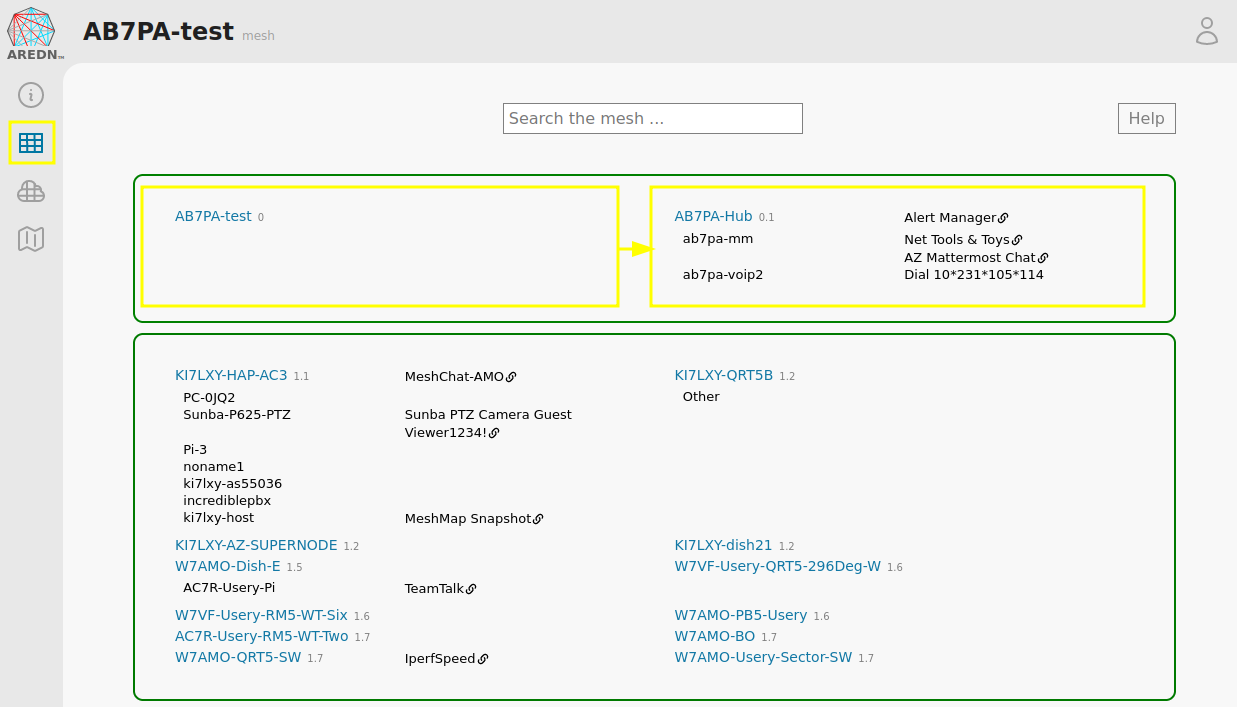 AREDN™
AB7PA-test mesh
Search the mesh ...
Help
AB7PA-test 0
AB7PA-Hub 0.1
Alert Manager
ab7pa-mm
Net Tools & Toys
AZ Mattermost Chat
ab7pa-voip2
Dial 10*231*105*114
KI7LXY-HAP-AC3 1.1
MeshChat-AMO
KI7LXY-QRT5B 1.2
PC-0JQ2
Other
Sunba-P625-PTZ
Sunba PTZ Camera Guest
Viewer1234!
Pi-3
noname1
ki7lxy-as55036
incrediblepbx
ki7lxy-host
MeshMap Snapshot
KI7LXY-AZ-SUPERNODE 1.2
KI7LXY-dish21 1.2
W7AMO-Dish-E 1.5
W7VF-Usery-QRT5-296Deg-W 1.6
AC7R-Usery-Pi
TeamTalk
W7VF-Usery-RM5-WT-Six 1.6
W7AMO-PB5-Usery 1.6
AC7R-Usery-RM5-WT-Two 1.7
W7AMO-BO 1.7
W7AMO-QRT5-SW 1.7
IperfSpeed
W7AMO-Usery-Sector-SW 1.7